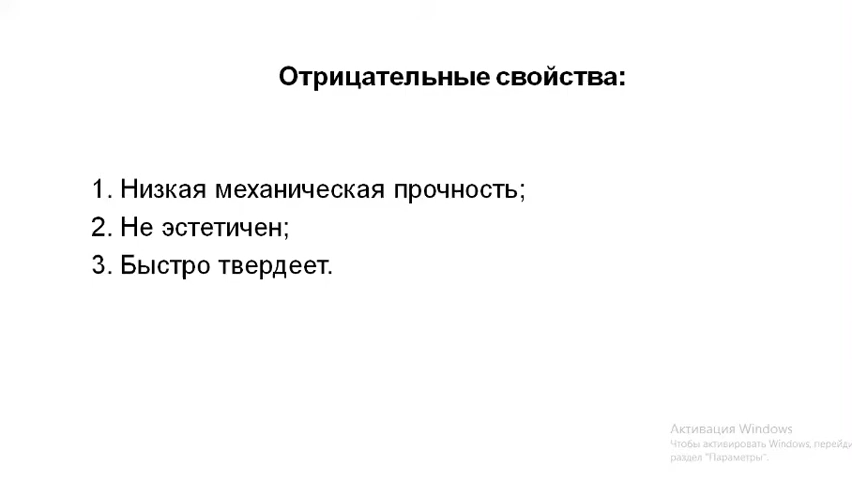 Отрицательные свойства:
1. Низкая механическая прочность;
2. Не эстетичен;
3. Быстро твердеет.
Активация Windows
Чтобы активировать Windows, перейди
раздел "Параметры".